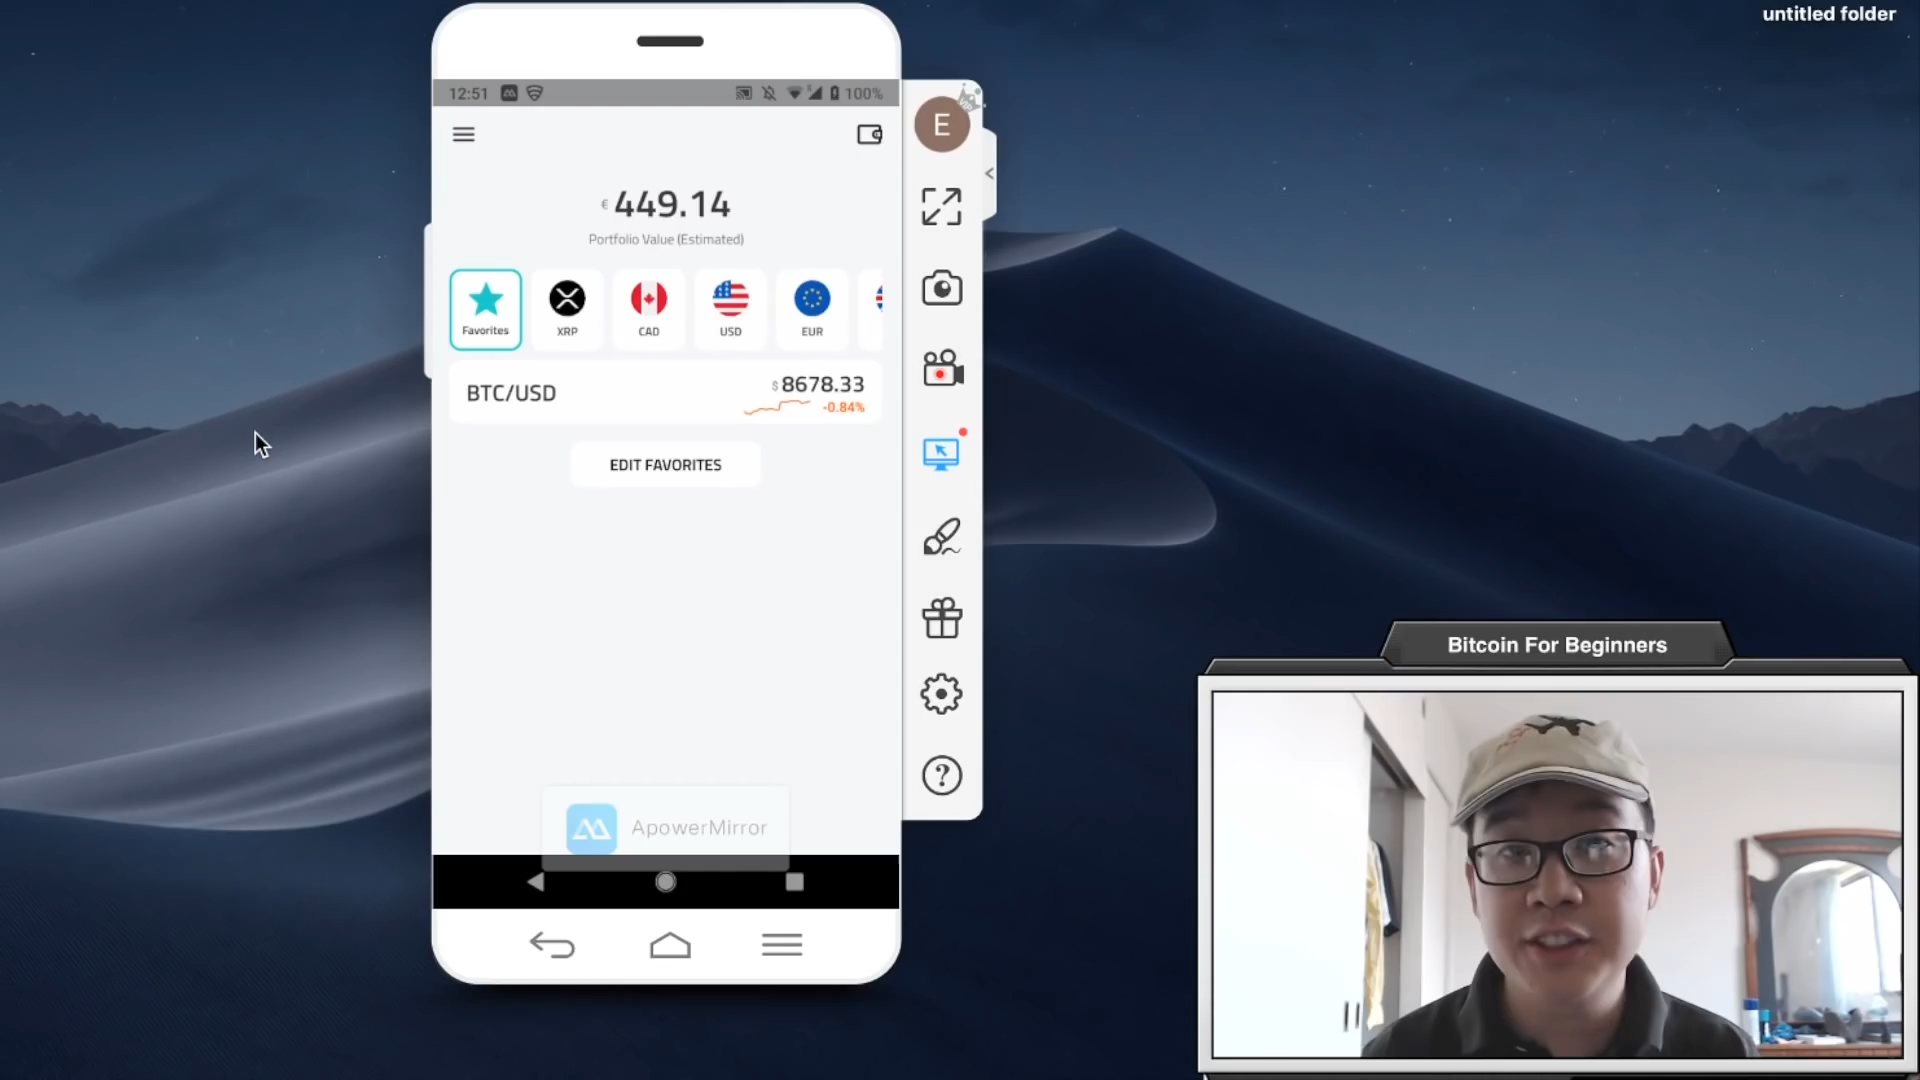 untitled folder
12:51
100%
E
€ 449.14
Portfolio Value (Estimated)
Favorites
XRP
CAD
USD
EUR
BTC/USD
$ 8678.33
-0.84%
EDIT FAVORITES
ApowerMirror
Bitcoin For Beginners